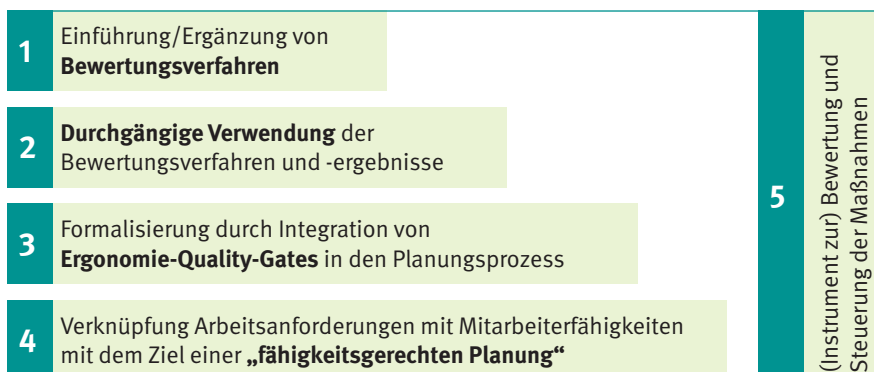 1
Einführung/Ergänzung von
Bewertungsverfahren
2
Durchgängige Verwendung der
Bewertungsverfahren und -ergebnisse
3
Formalisierung durch Integration von
Ergonomie-Quality-Gates in den Planungsprozess
4
Verknüpfung Arbeitsanforderungen mit Mitarbeiterfähigkeiten
mit dem Ziel einer „fähigkeitsgerechten Planung“
5
(Instrument zur) Bewertung und
Steuerung der Maßnahmen